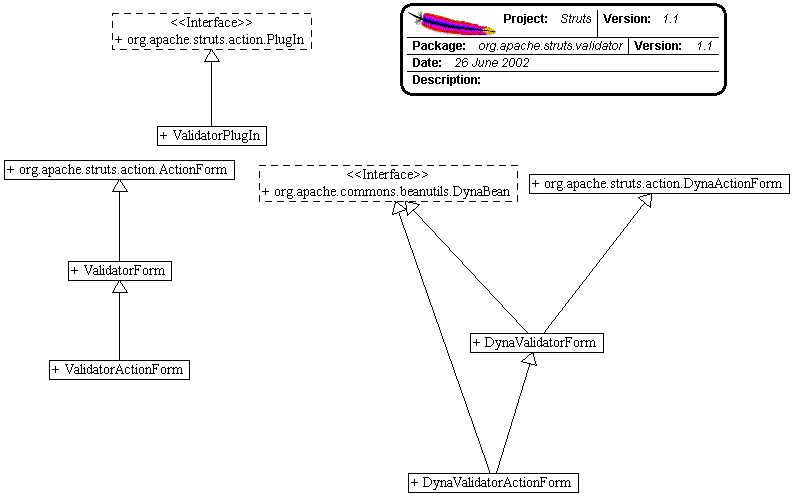 <<Interface>>
+ org.apache.struts.action.PlugIn
Project: Struts Version: 1.1
Package: org.apache.struts.validator Version: 1.1
Date: 26 June 2002
Description:
+ ValidatorPlugIn
+ org.apache.struts.action.ActionForm
<<Interface>>
+ org.apache.commons.beanutils.DynaBean
+ org.apache.struts.action.DynaActionForm
+ ValidatorForm
+ DynaValidatorForm
+ ValidatorActionForm
+ DynaValidatorActionForm